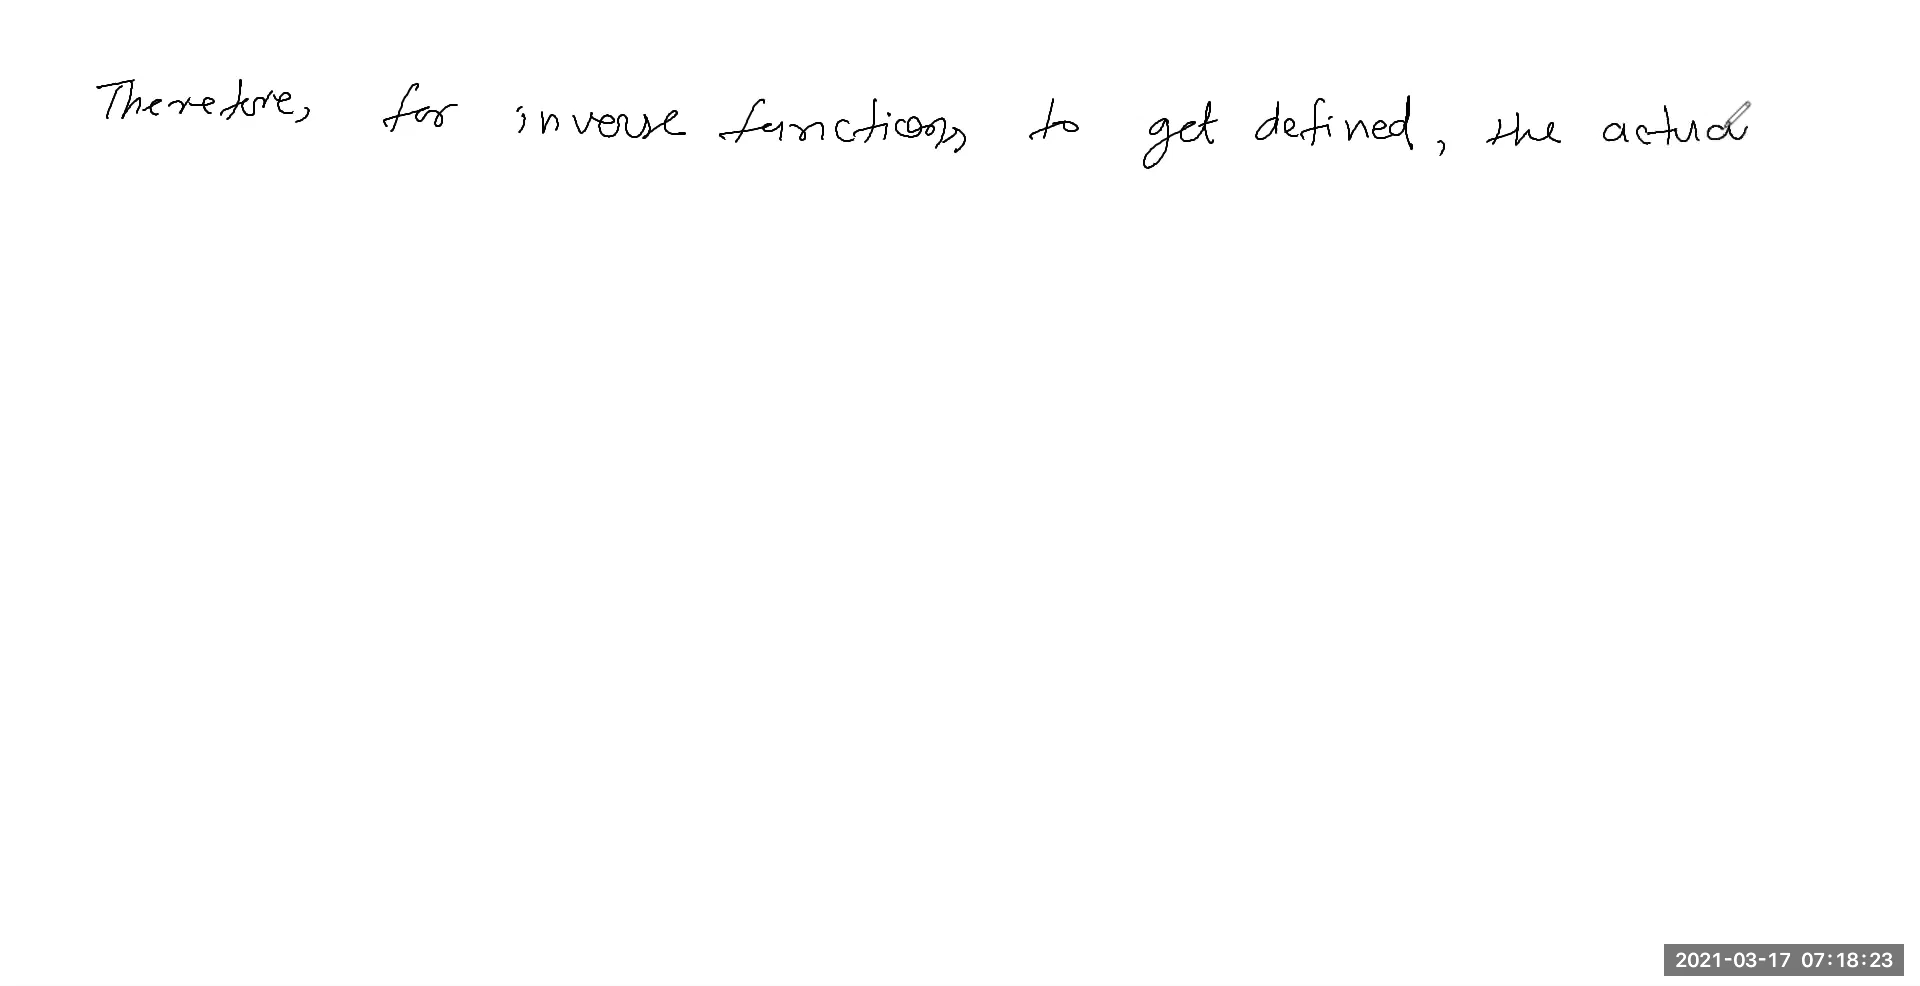 Therefore, for inverse functions to get defined, the actua
2021-03-17 07:18:23